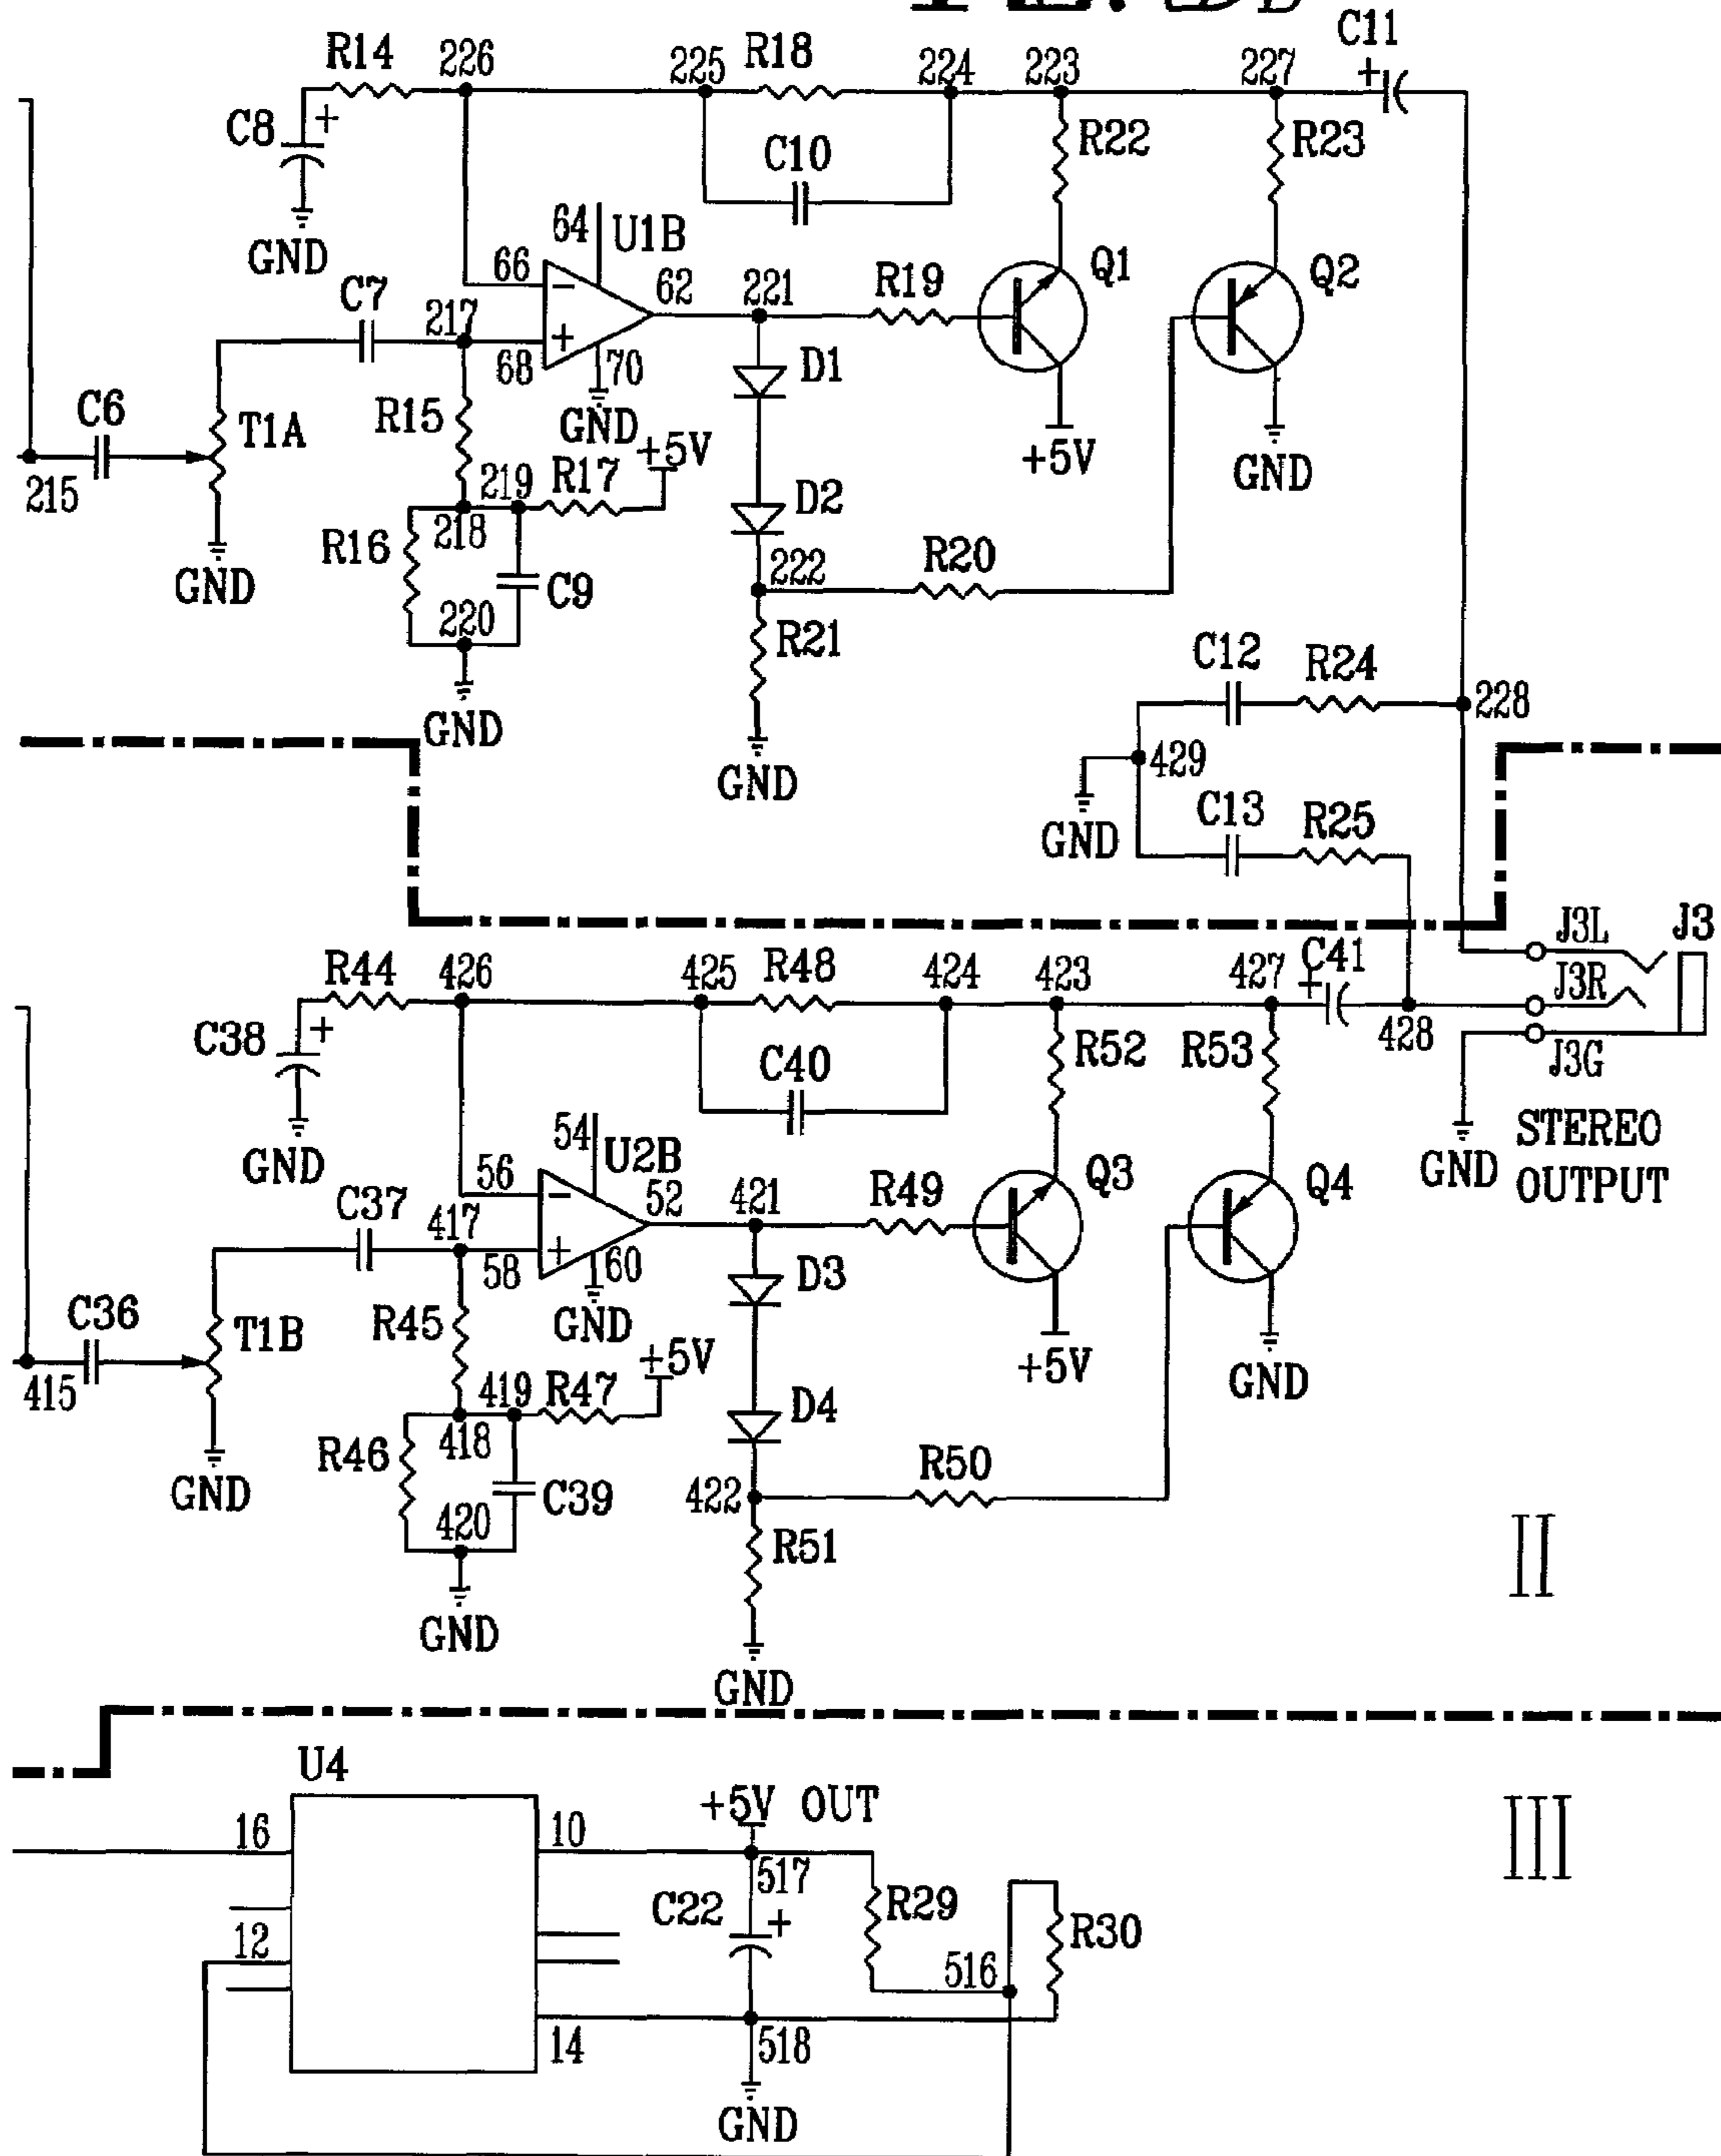 C11
R14 226 225 R18 224 223 227 +
C8 + C10 R22 R23
GND
64 U1B
66 − 62 221 R19 Q1 Q2
C7 217 + 68 70
GND
D1
C6 T1A R15 +5V +5V GND
215 219 R17 D2
GND R16 218 C9 222 R20
220 R21
GND GND
C12 R24 228
429
GND C13 R25
J3L J3
R44 426 425 R48 424 423 427 C41 + J3R
C38 + C40 R52 R53 428 J3G
GND
54 U2B GND STEREO
OUTPUT
56 − 52 421 R49 Q3 Q4
C37 417 + 58 60
GND
D3
C36 T1B R45 +5V +5V GND
415 419 R47 D4
GND R46 418 C39 422 R50
420 R51
GND GND
II
U4
+5V OUT
16 10 III
517
C22 + R29 R30
12 516
14 518
GND